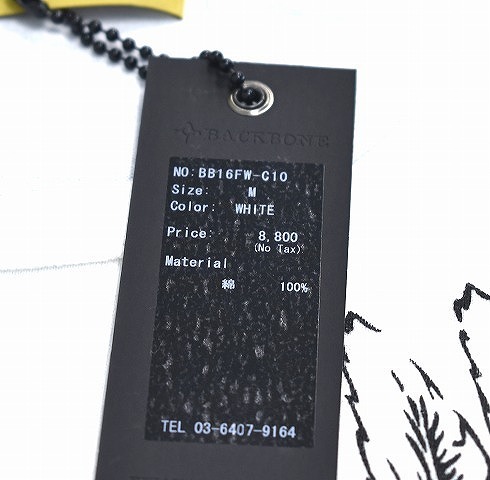 BACKBONE
NO:BB16FW-C10
Size: M
Color: WHITE
Price: 8,800
(No Tax)
Material
綿 100%
TEL 03-6407-9164